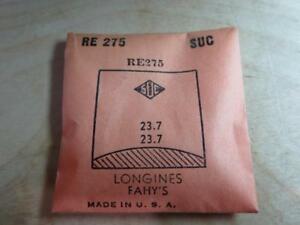 RE 275 SUC
RE275
SUC
23.7
23.7
LONGINES
FAHY'S
MADE IN U. S. A.